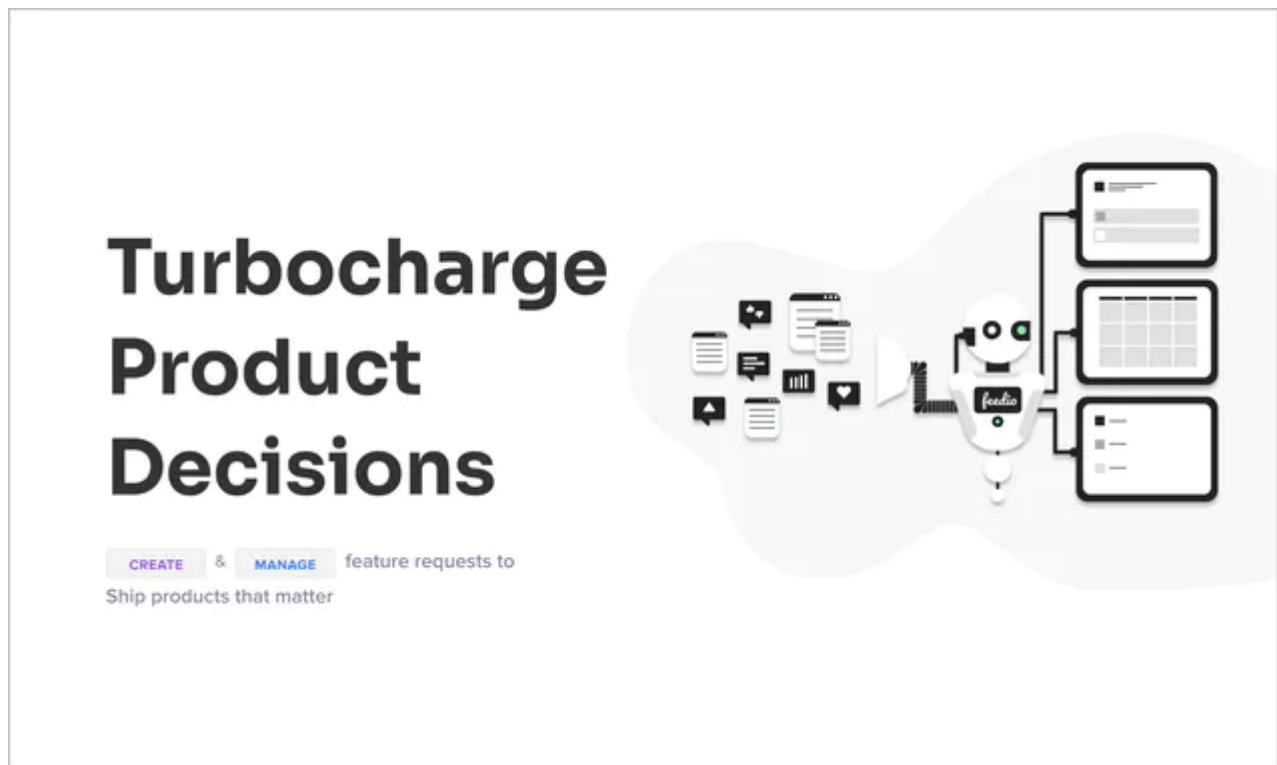 Turbocharge
Product
Decisions
CREATE & MANAGE feature requests to
Ship products that matter
feedio